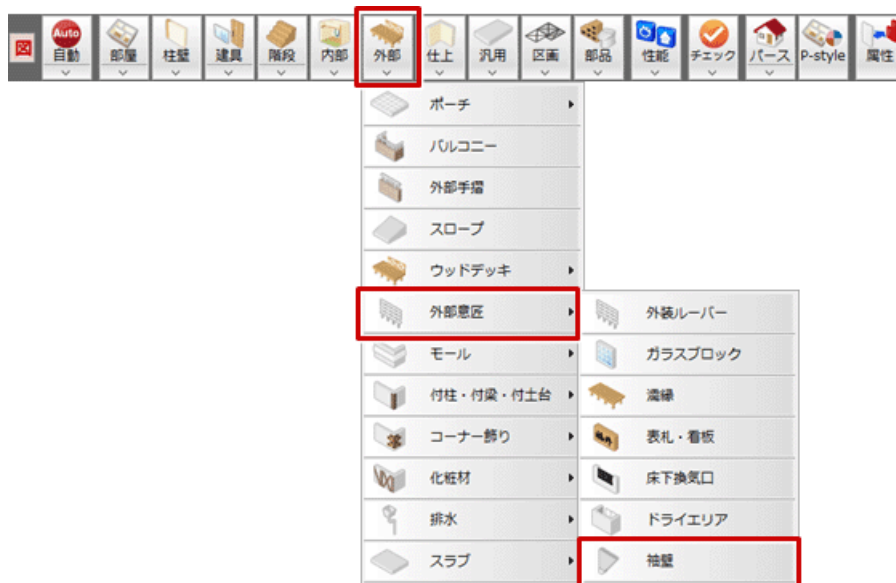 図
Auto
自動
部屋
柱壁
建具
階段
内部
外部
仕上
汎用
区画
部品
性能
チェック
パース
P-style
属性
ポーチ
バルコニー
外部手摺
スロープ
ウッドデッキ
外部意匠
外装ルーバー
モール
ガラスブロック
付柱・付梁・付土台
濡縁
コーナー飾り
表札・看板
化粧材
床下換気口
排水
ドライエリア
スラブ
袖壁